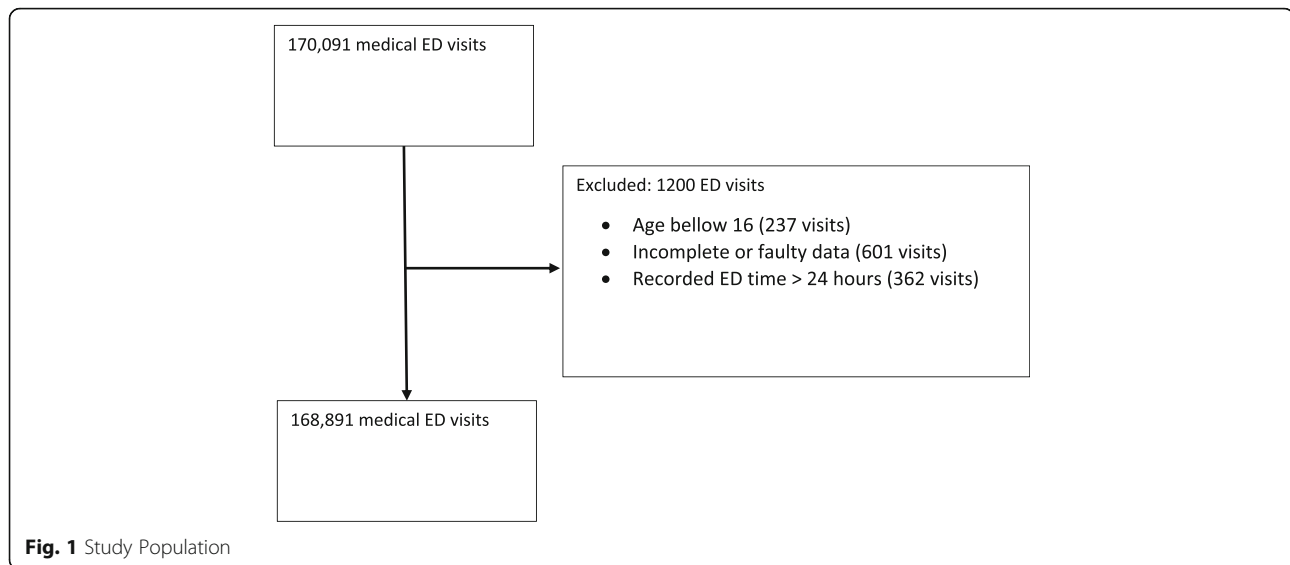 170,091 medical ED visits
Excluded: 1200 ED visits
• Age bellow 16 (237 visits)
• Incomplete or faulty data (601 visits)
• Recorded ED time > 24 hours (362 visits)
168,891 medical ED visits
Fig. 1 Study Population